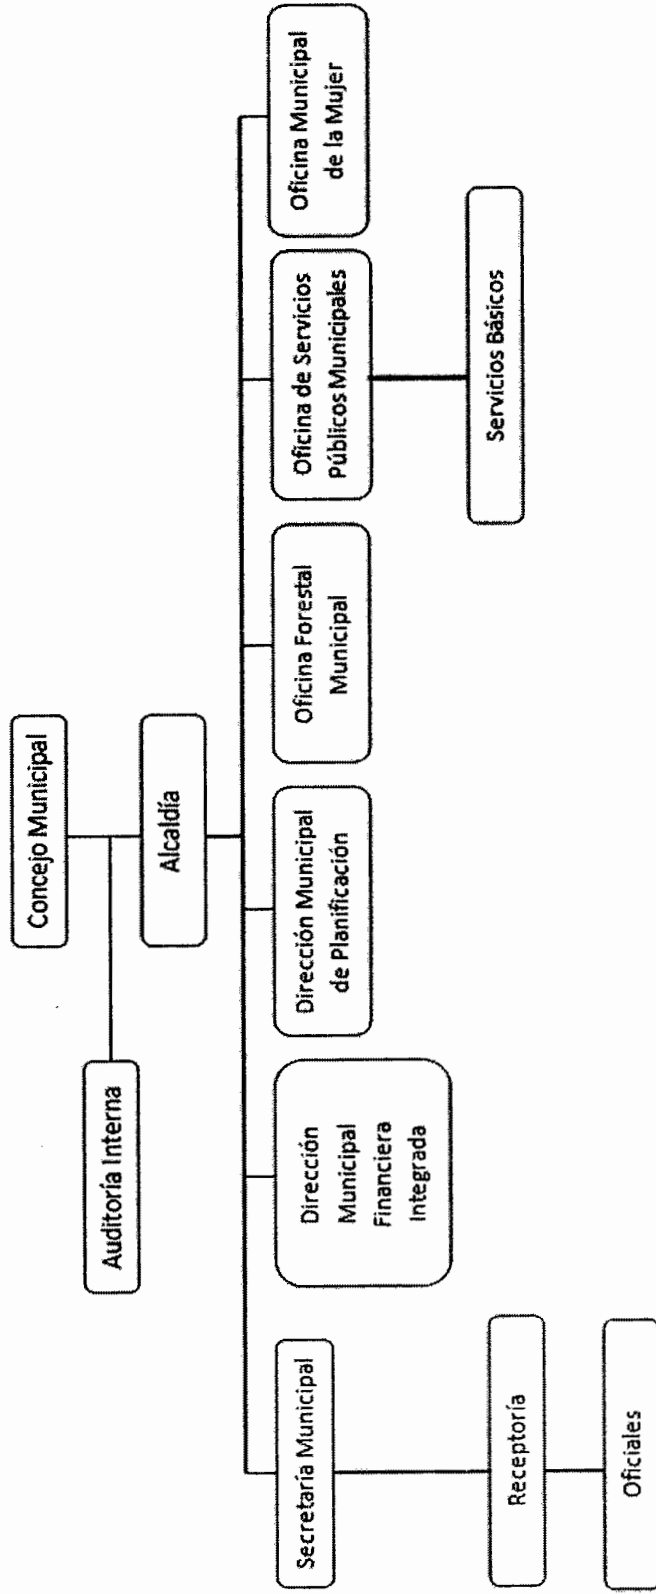 Concejo Municipal
Auditoría Interna
Alcaldía
Secretaría Municipal
Dirección
Municipal
Financiera
Integrada
Dirección Municipal
de Planificación
Oficina Forestal
Municipal
Oficina de Servicios
Públicos Municipales
Oficina Municipal
de la Mujer
Receptoría
Oficiales
Servicios Básicos